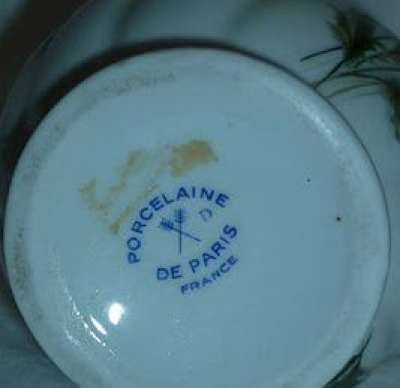 PORCELAINE
D
DE PARIS
FRANCE